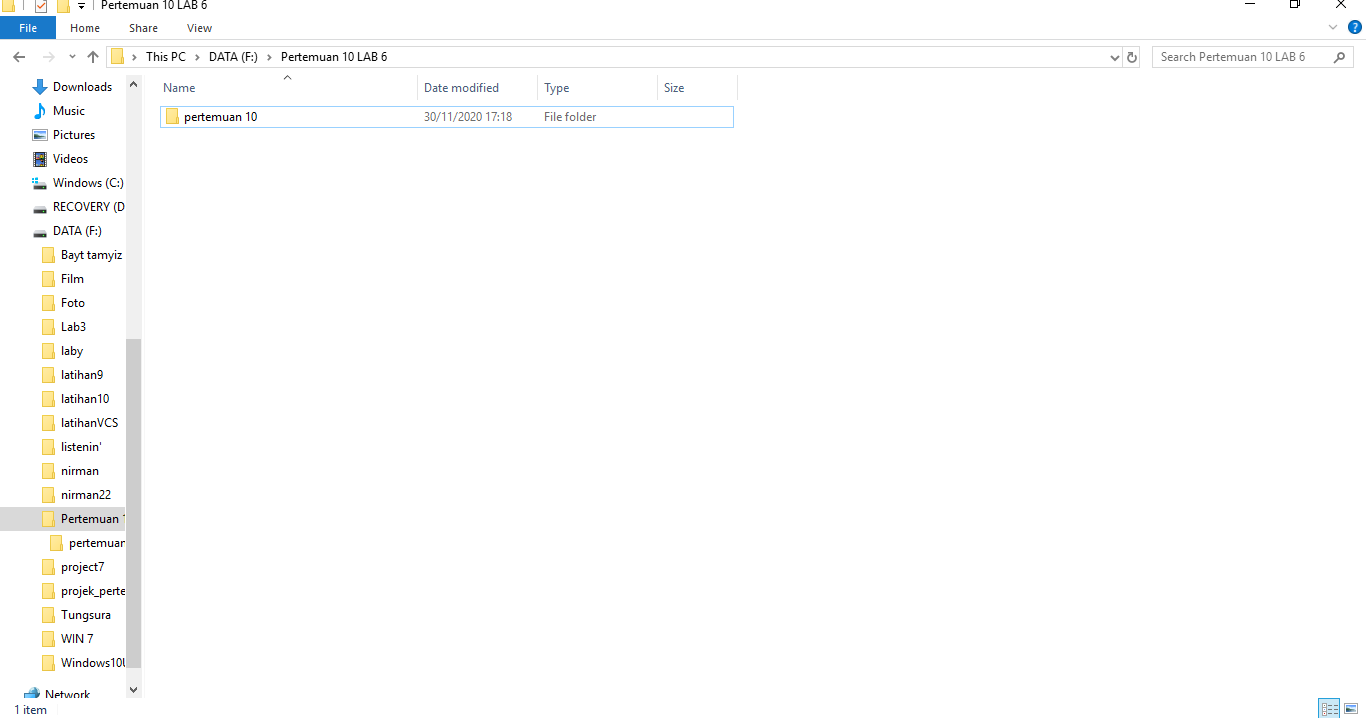 Pertemuan 10 LAB 6
File Home Share View
This PC > DATA (F:) > Pertemuan 10 LAB 6
Search Pertemuan 10 LAB 6
Name Date modified Type Size
pertemuan 10 30/11/2020 17:18 File folder
Downloads
Music
Pictures
Videos
Windows (C:)
RECOVERY (D
DATA (F:)
Bayt tamyiz
Film
Foto
Lab3
laby
latihan9
latihan10
latihanVCS
listenin'
nirman
nirman22
Pertemuan 1
pertemuan
project7
projek_perte
Tungsura
WIN 7
Windows10U
Network
1 item